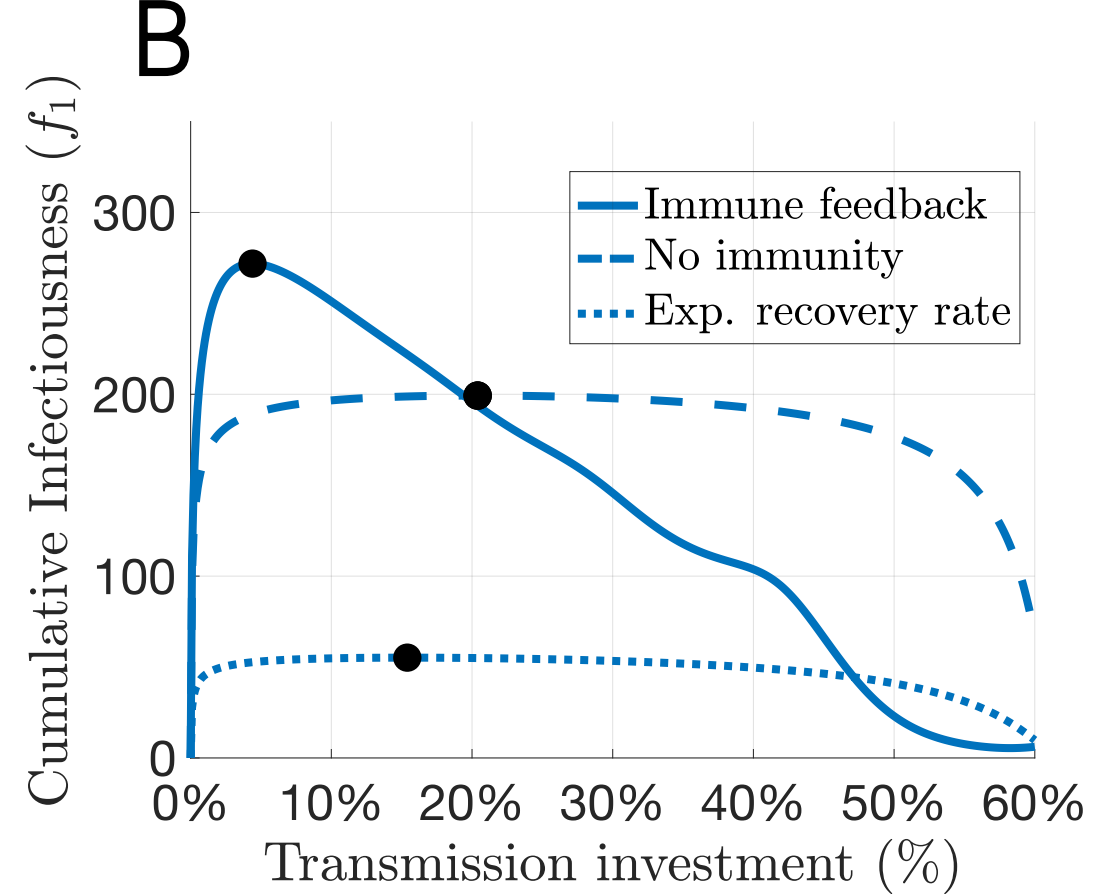 B
Cumulative Infectiousness (f₁)
300
200
100
0
Immune feedback
No immunity
Exp. recovery rate
0% 10% 20% 30% 40% 50% 60%
Transmission investment (%)